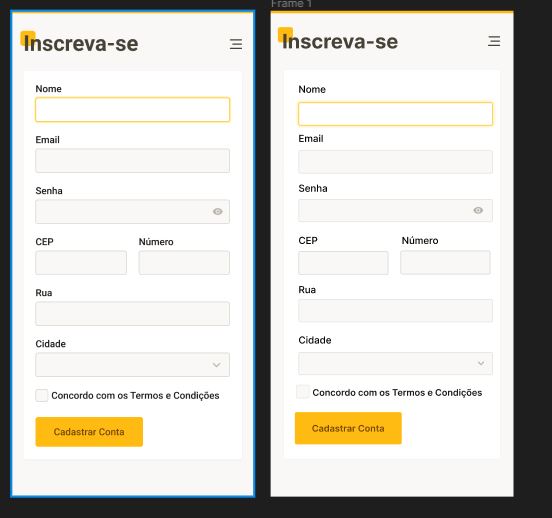 Frame 1
Inscreva-se
Nome
Email
Senha
CEP Número
Rua
Cidade
Concordo com os Termos e Condições
Cadastrar Conta
Inscreva-se
Nome
Email
Senha
CEP Número
Rua
Cidade
Concordo com os Termos e Condições
Cadastrar Conta